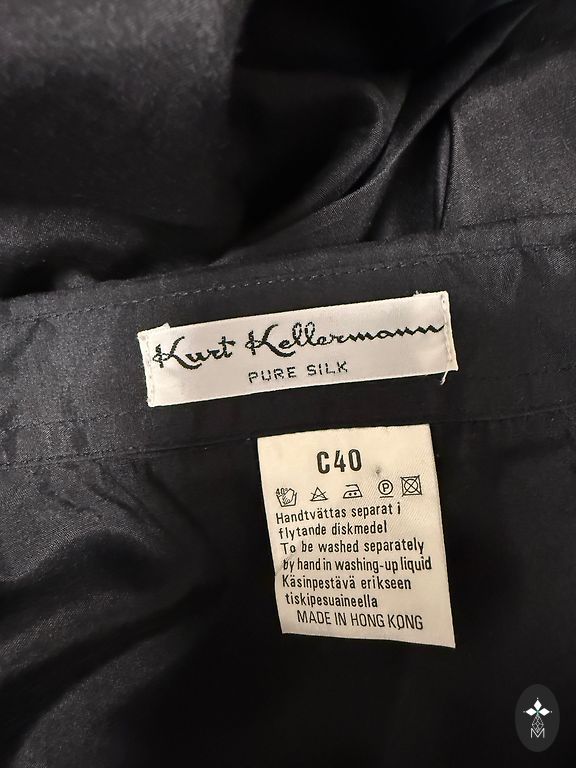 Kurt Kellermann
PURE SILK
C40
40°
P
Handtvättas separat i
flytande diskmedel
To be washed separately
by hand in washing-up liquid
Käsinpestävä erikseen
tiskipesuaineella
MADE IN HONG KONG
M